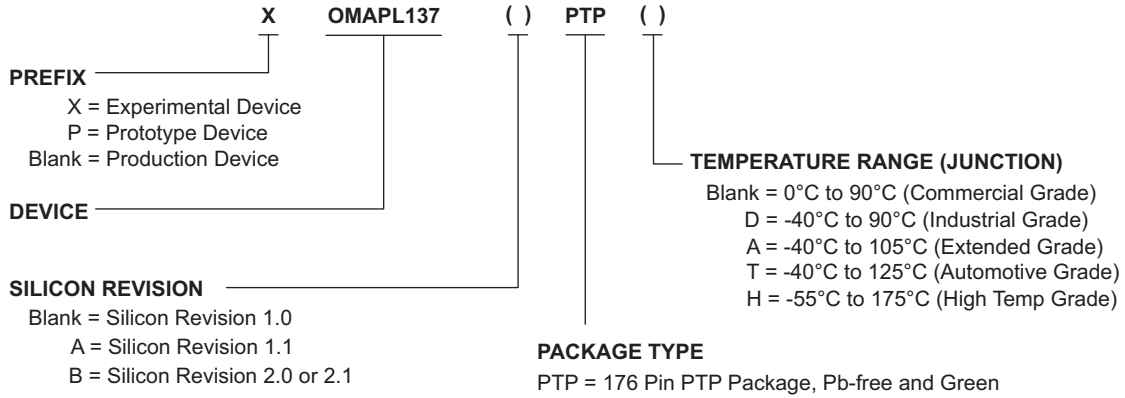 X OMAPL137 ( ) PTP ( )
PREFIX
X = Experimental Device
P = Prototype Device
Blank = Production Device
DEVICE
SILICON REVISION
Blank = Silicon Revision 1.0
A = Silicon Revision 1.1
B = Silicon Revision 2.0 or 2.1
TEMPERATURE RANGE (JUNCTION)
Blank = 0°C to 90°C (Commercial Grade)
D = -40°C to 90°C (Industrial Grade)
A = -40°C to 105°C (Extended Grade)
T = -40°C to 125°C (Automotive Grade)
H = -55°C to 175°C (High Temp Grade)
PACKAGE TYPE
PTP = 176 Pin PTP Package, Pb-free and Green